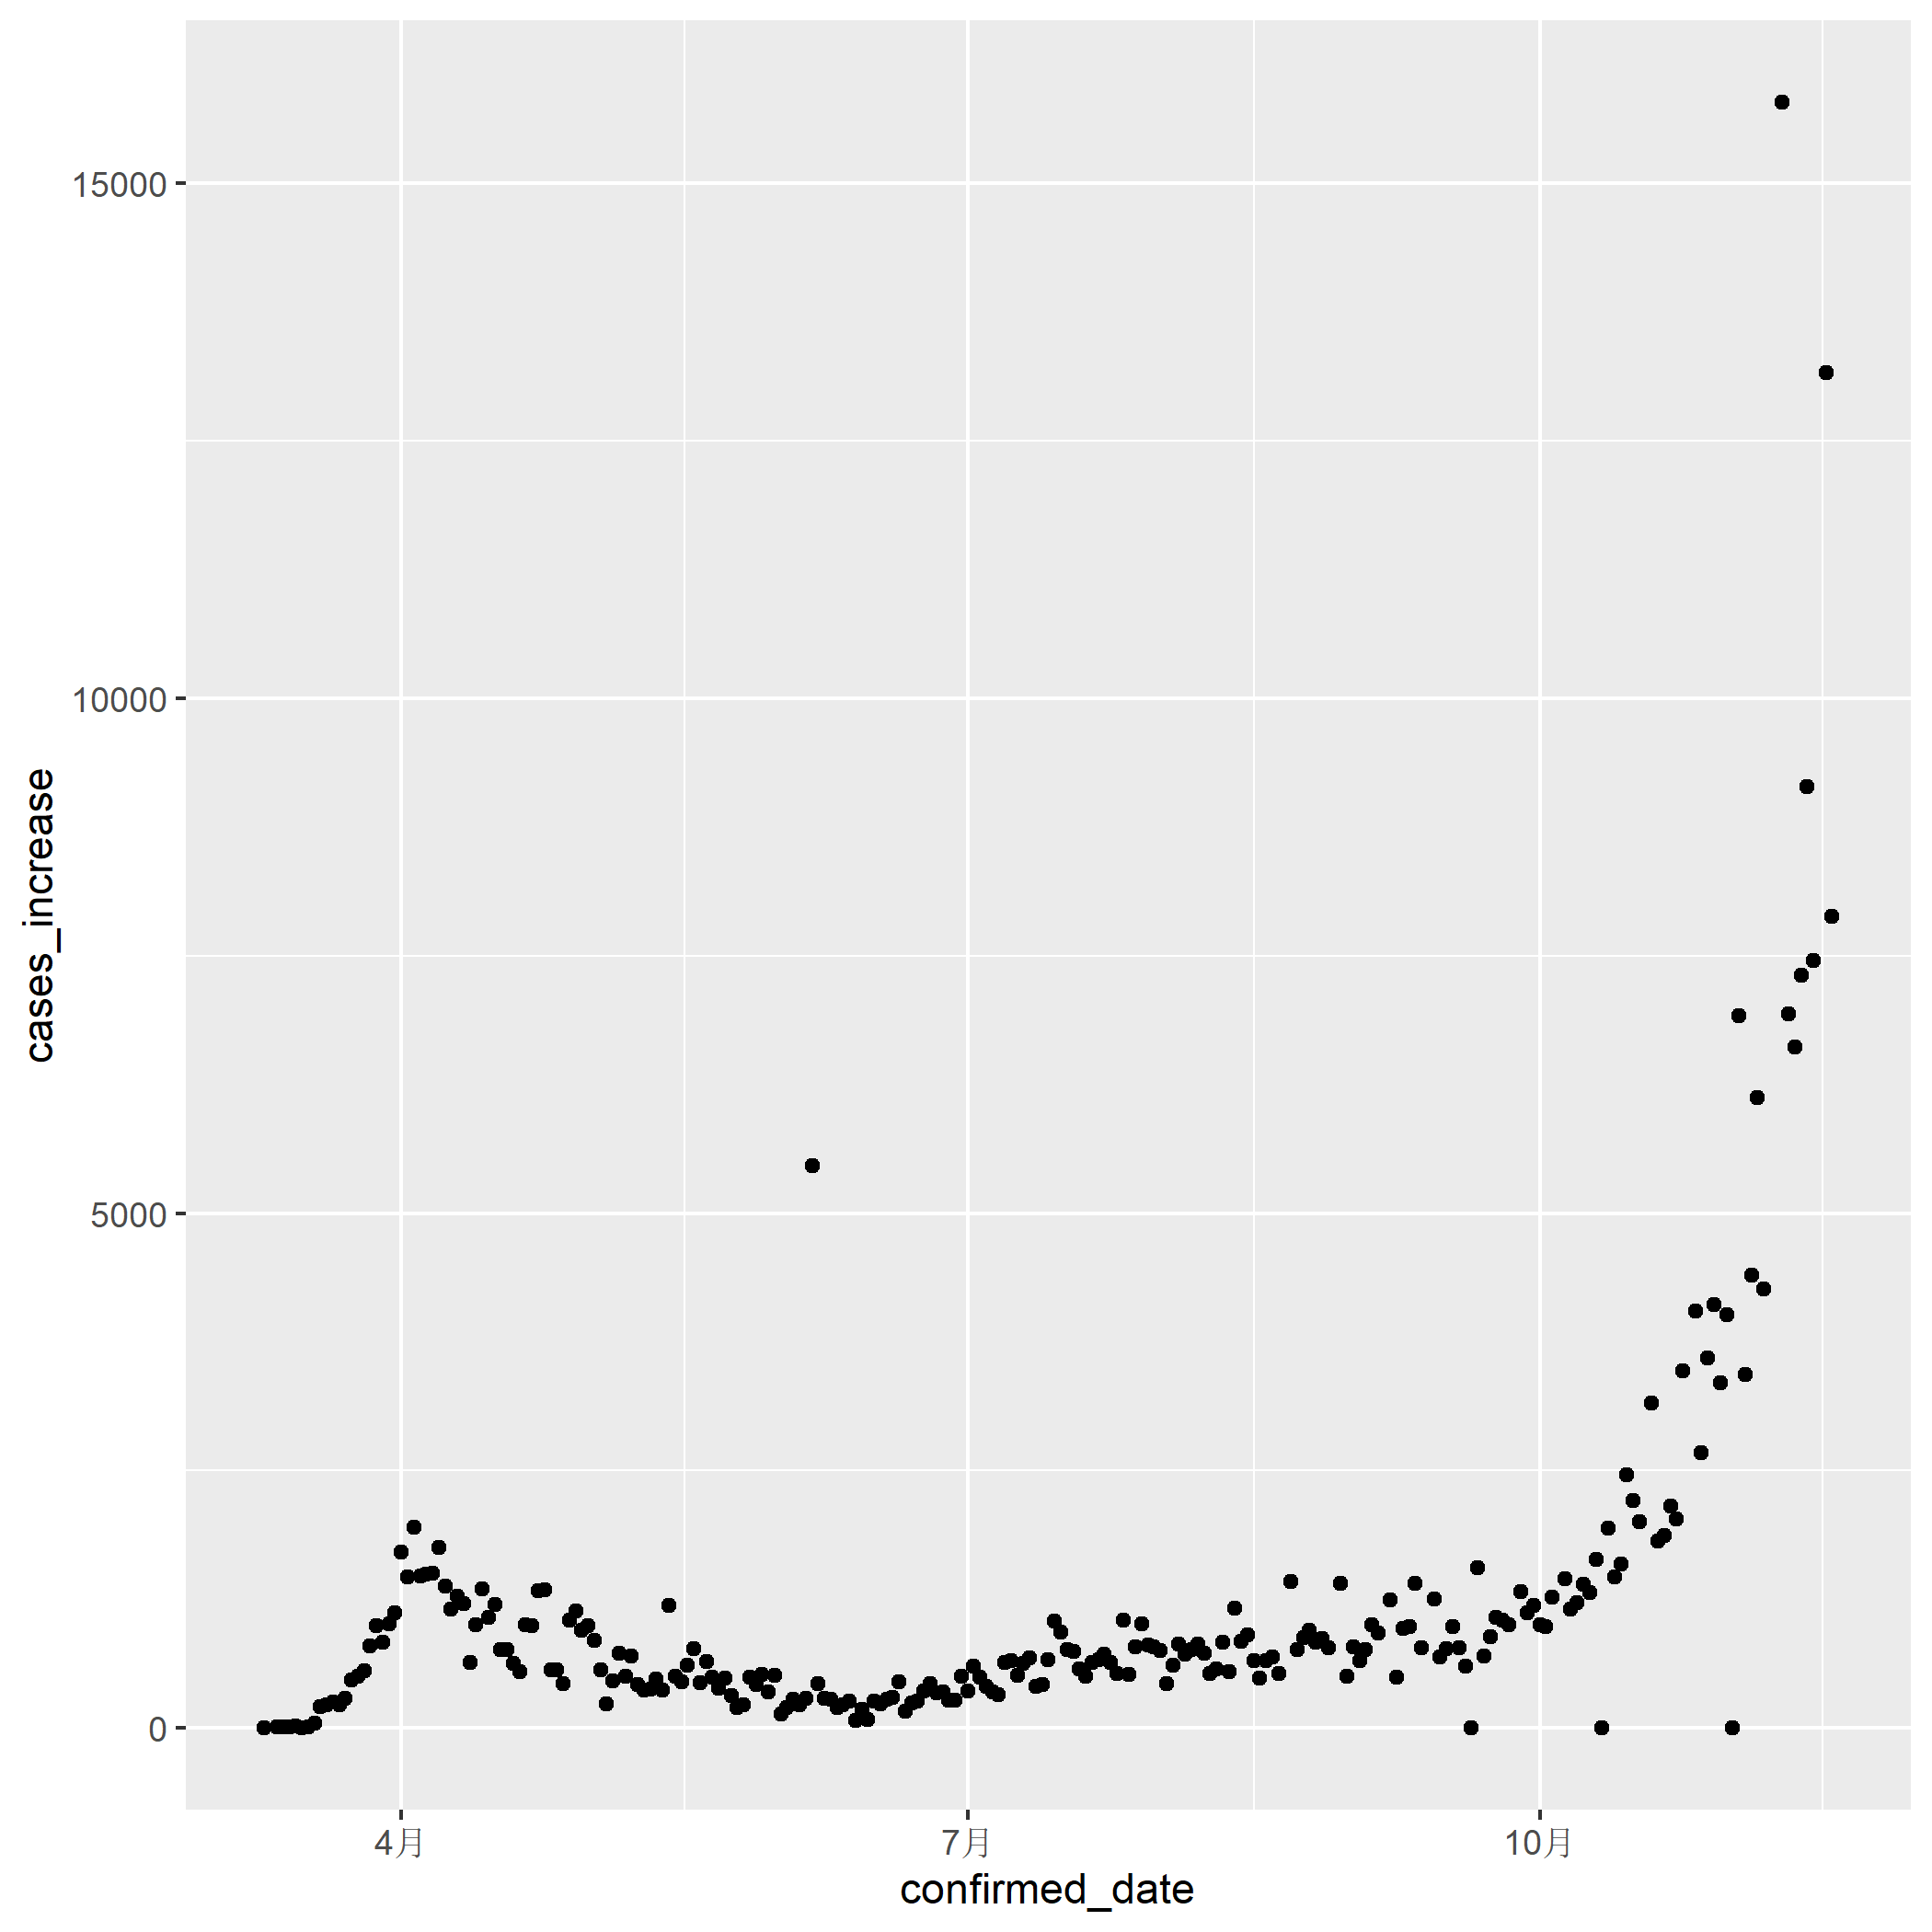 cases_increase
15000
10000
5000
0
4月
7月
10月
confirmed_date